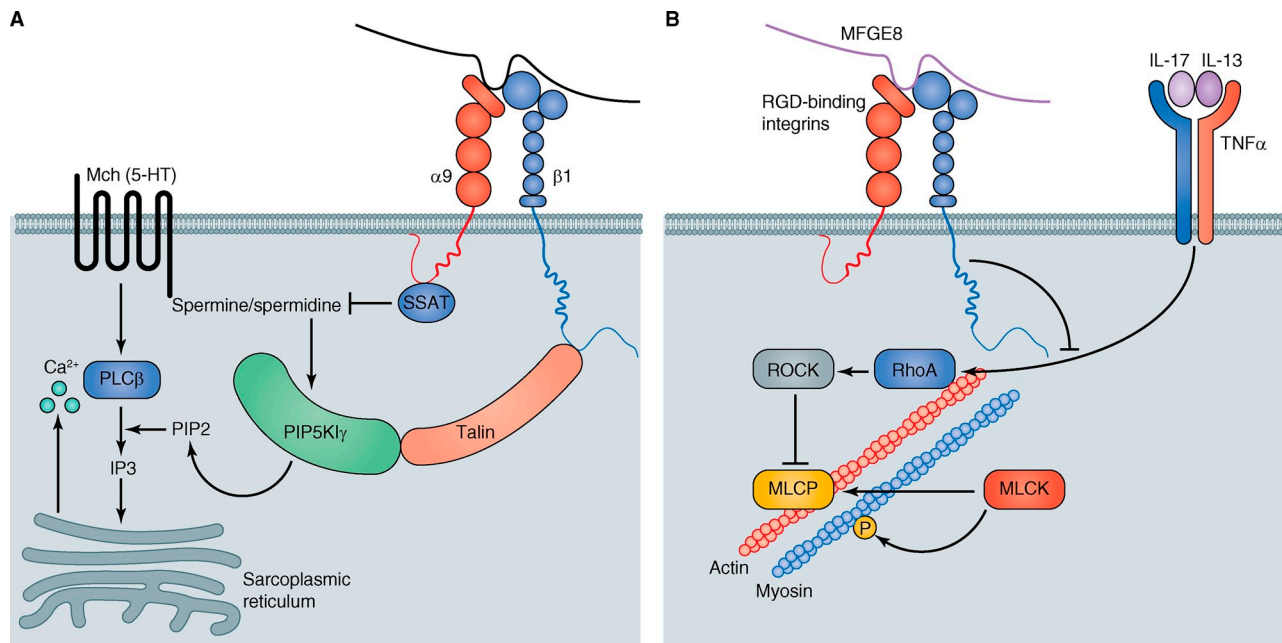 A
Mch (5-HT)
α9
β1
Spermine/spermidine
SSAT
Ca2+
PLCβ
PIP2
PIP5KIγ
Talin
IP3
Sarcoplasmic
reticulum
B
MFGE8
IL-17 IL-13
RGD-binding
integrins
TNFα
ROCK
RhoA
MLCP
MLCK
P
Actin
Myosin